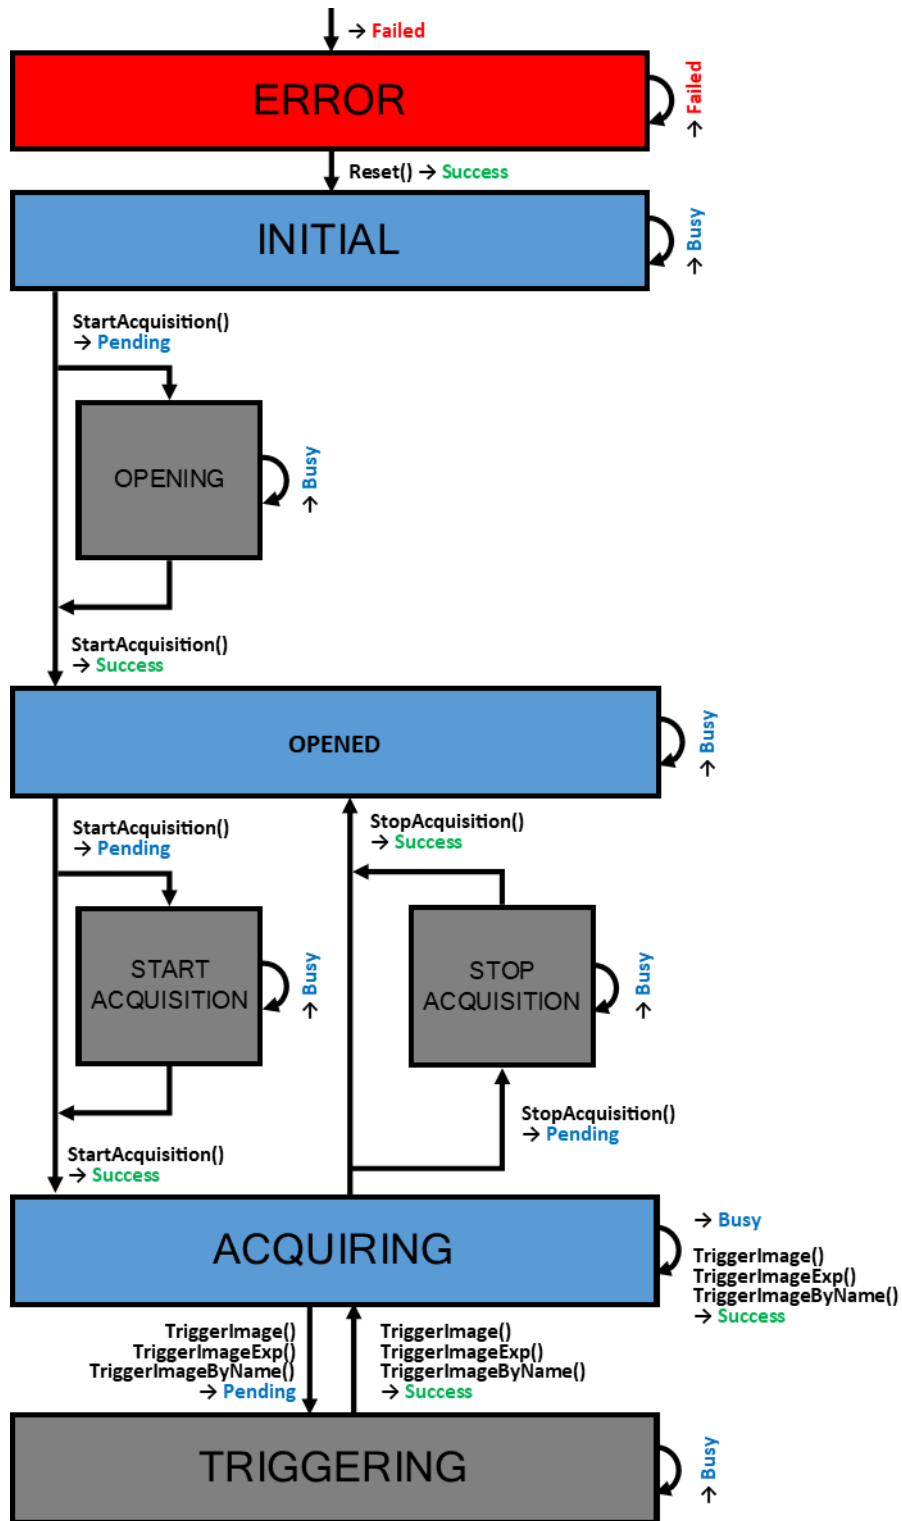 → Failed
ERROR
↑ Failed
Reset() → Success
INITIAL
↑ Busy
StartAcquisition()
→ Pending
OPENING
↑ Busy
StartAcquisition()
→ Success
OPENED
↑ Busy
StartAcquisition()
→ Pending
StopAcquisition()
→ Success
START
ACQUISITION
↑ Busy
STOP
ACQUISITION
↑ Busy
StopAcquisition()
→ Pending
StartAcquisition()
→ Success
ACQUIRING
→ Busy
TriggerImage()
TriggerImageExp()
TriggerImageByName()
→ Success
TriggerImage()
TriggerImageExp()
TriggerImageByName()
→ Pending
TriggerImage()
TriggerImageExp()
TriggerImageByName()
→ Success
TRIGGERING
↑ Busy